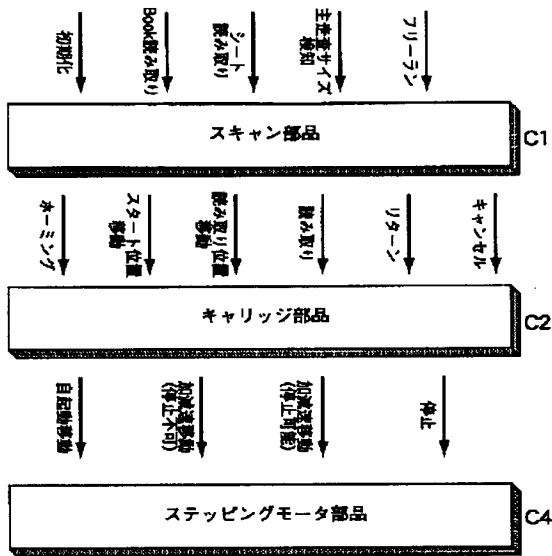 初期化
Book読み取り
シート
読み取り
主走査サイズ
検知
フリーラン
スキャン部品
C1
ホーミング
スタート位置
移動
読み取り位置
移動
読み取り
リターン
キャンセル
キャリッジ部品
C2
自起動移動
加減速移動
(停止不可)
加減速移動
(停止可能)
停止
ステッピングモータ部品
C4